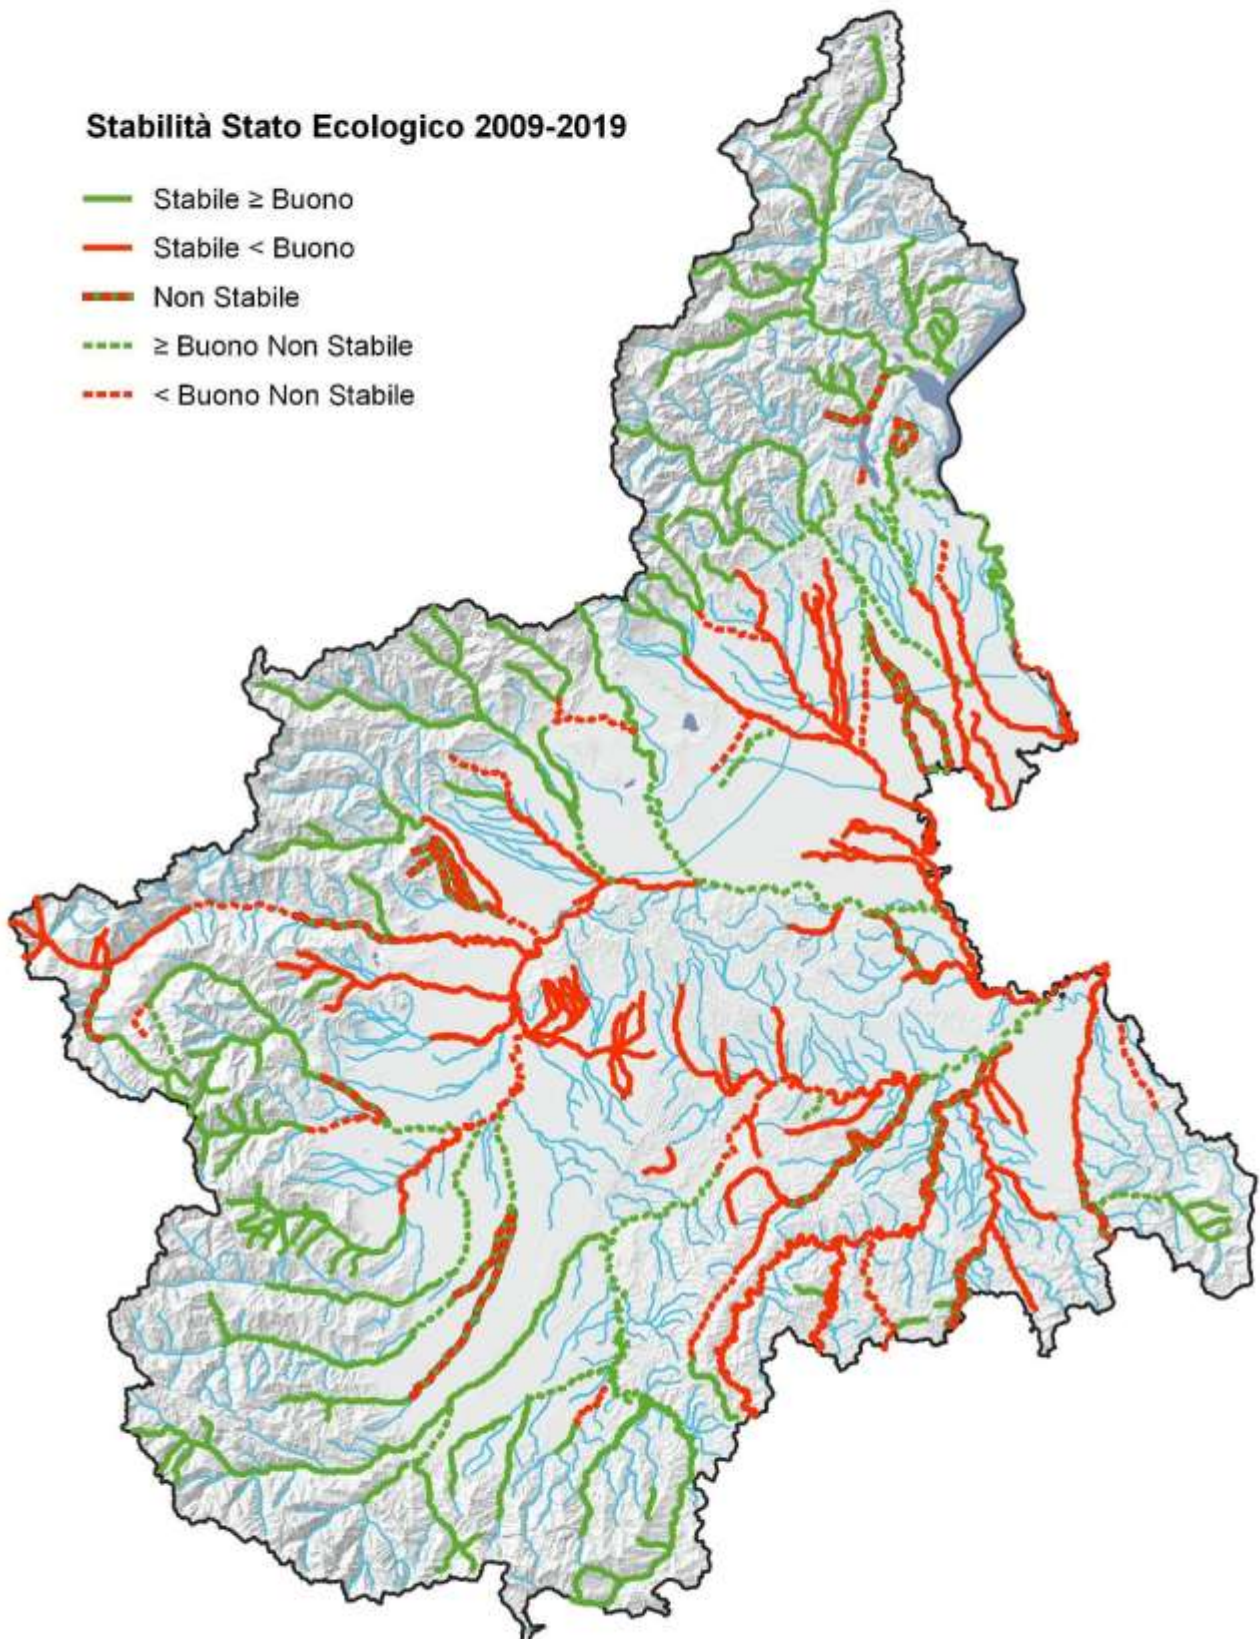 Stabilità Stato Ecologico 2009-2019
Stabile ≥ Buono
Stabile < Buono
Non Stabile
≥ Buono Non Stabile
< Buono Non Stabile